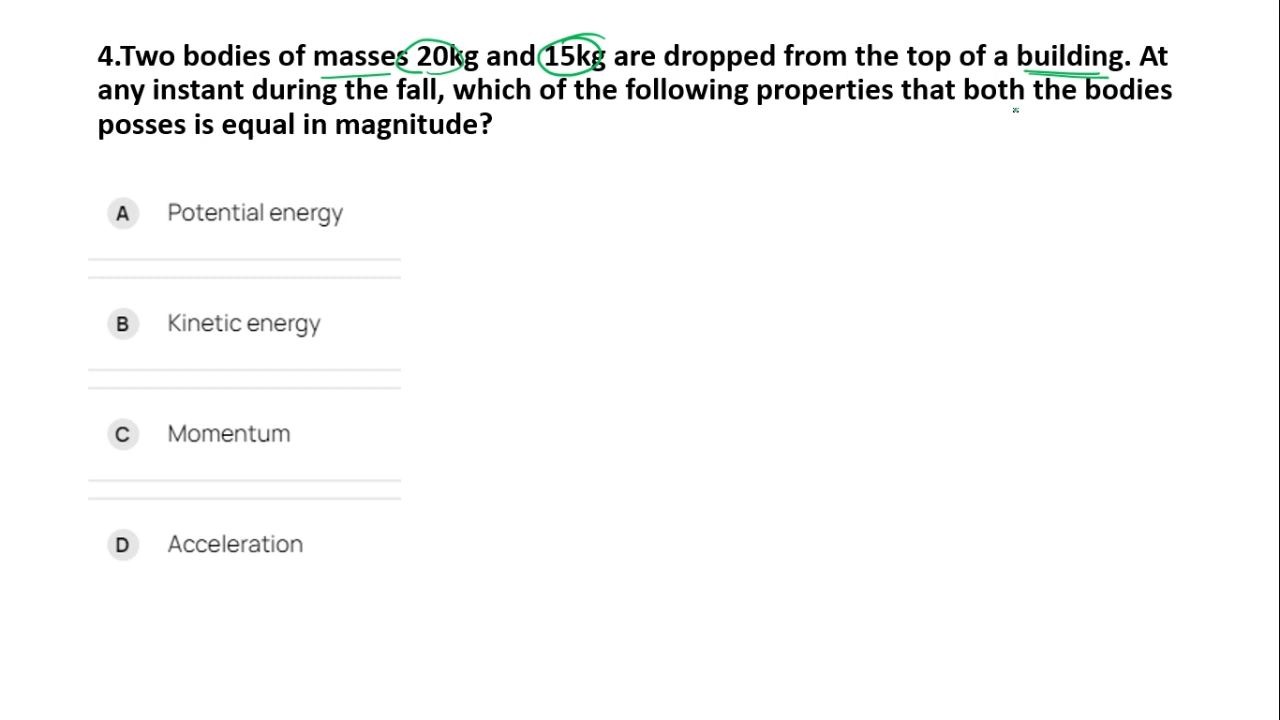 4.Two bodies of masses 20kg and 15kg are dropped from the top of a building. At
any instant during the fall, which of the following properties that both the bodies
posses is equal in magnitude?
A Potential energy
B Kinetic energy
C Momentum
D Acceleration